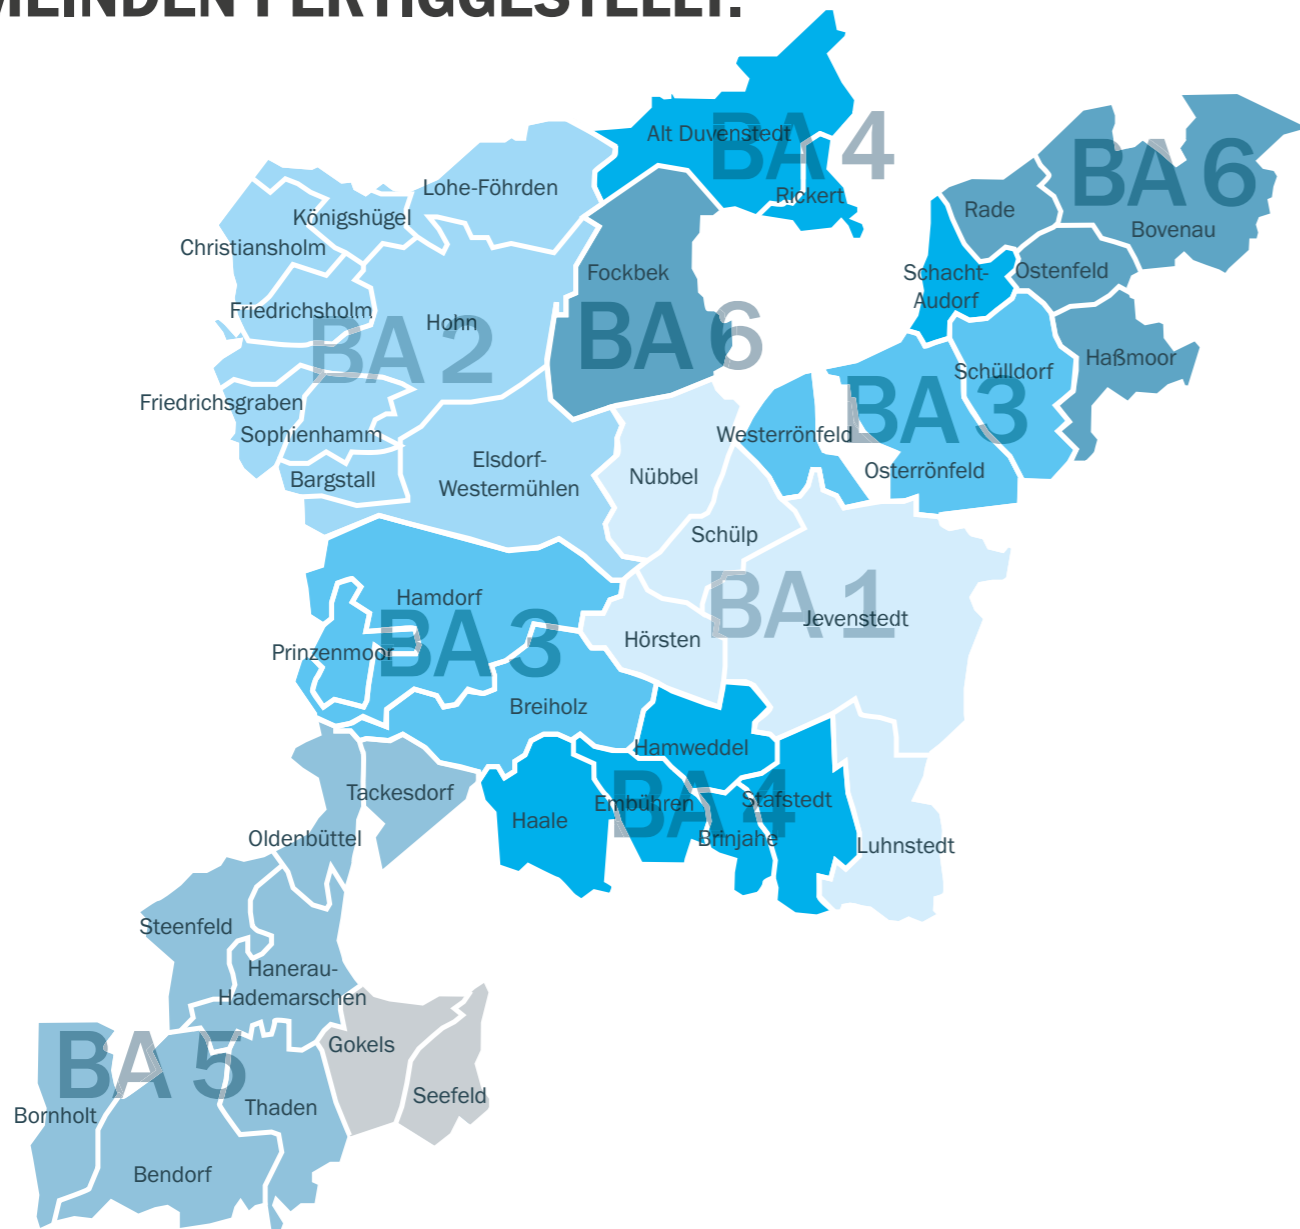 MEINDEN FERTIGGESTELLT.
Alt Duvenstedt
BA 4
Rickert
Lohe-Föhrden
Königshügel
Christiansholm
Friedrichsholm
BA 2
Hohn
Fockbek
BA 6
Rade
BA 6
Bovenau
Schacht-
Audorf
Ostenfeld
Haßmoor
Schülldorf
BA 3
Westerrönfeld
Osterrönfeld
Friedrichsgraben
Sophienhamm
Bargstall
Elsdorf-
Westermühlen
Nübbel
Schülp
BA 1
Jevenstedt
Hörsten
Hamdorf
BA 3
Prinzenmoor
Breiholz
Hamweddel
BA 4
Embühren
Stafstedt
Brinjahe
Haale
Luhnstedt
Tackesdorf
Oldenbüttel
Steenfeld
Hanerau-
Hademarschen
Gokels
Seefeld
BA 5
Bornholt
Thaden
Bendorf